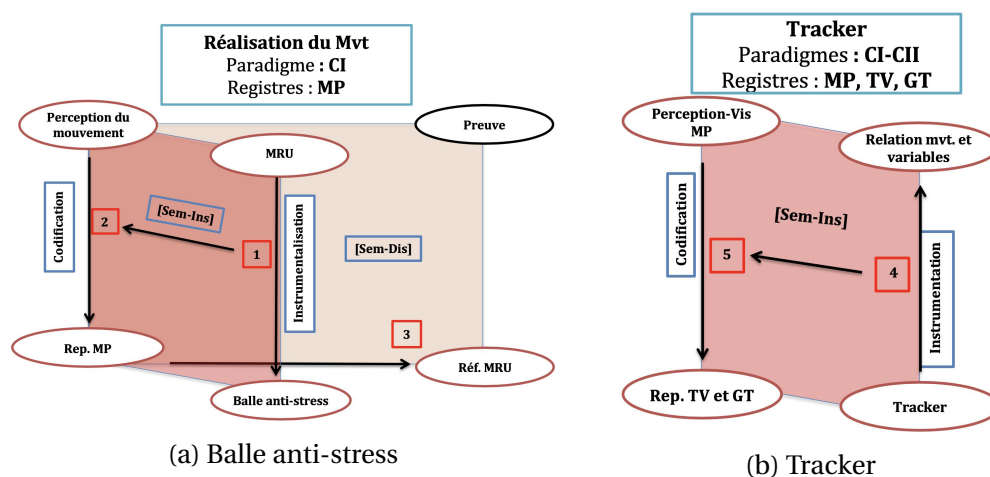 Réalisation du Mvt
Paradigme : CI
Registres : MP
Perception du
mouvement
Preuve
MRU
Codification
[Sem-Ins]
2
1
Instrumentalisation
[Sem-Dis]
3
Rep. MP
Réf. MRU
Balle anti-stress
(a) Balle anti-stress
Tracker
Paradigmes : CI-CII
Registres : MP, TV, GT
Perception-Vis
MP
Relation mvt. et
variables
Codification
[Sem-Ins]
5
4
Instrumentation
Rep. TV et GT
Tracker
(b) Tracker